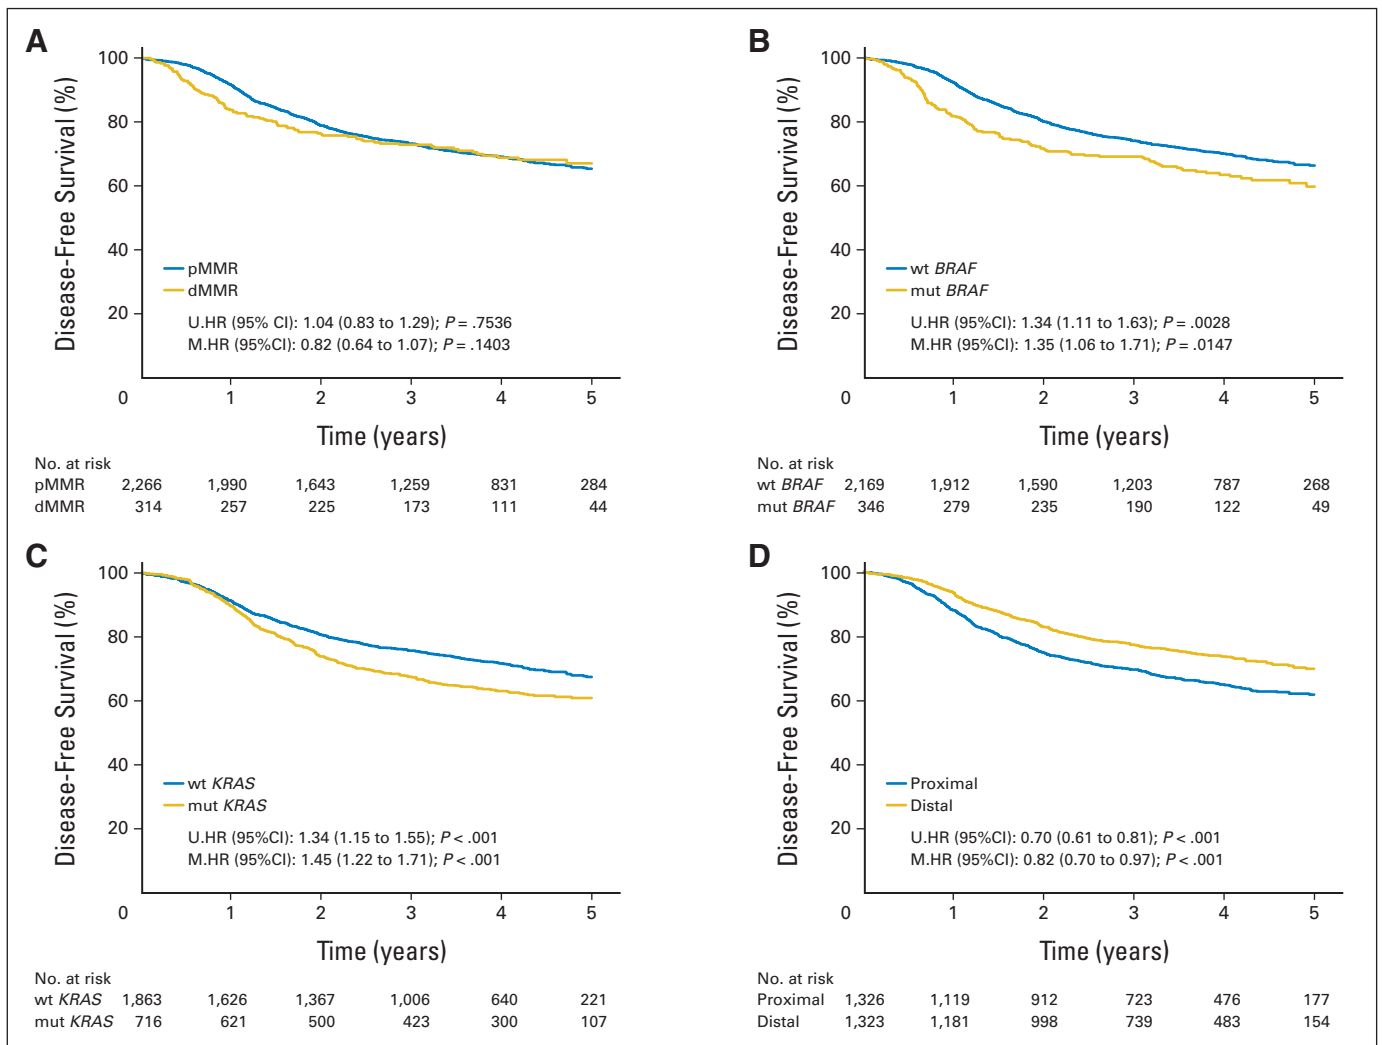 A
Disease-Free Survival (%)
100
80
60
40
20
0
pMMR
dMMR
U.HR (95% CI): 1.04 (0.83 to 1.29); P = .7536
M.HR (95%CI): 0.82 (0.64 to 1.07); P = .1403
1 2 3 4 5
Time (years)
No. at risk
pMMR 2,266 1,990 1,643 1,259 831 284
dMMR 314 257 225 173 111 44
B
Disease-Free Survival (%)
100
80
60
40
20
0
wt BRAF
mut BRAF
U.HR (95%CI): 1.34 (1.11 to 1.63); P = .0028
M.HR (95%CI): 1.35 (1.06 to 1.71); P = .0147
1 2 3 4 5
Time (years)
No. at risk
wt BRAF 2,169 1,912 1,590 1,203 787 268
mut BRAF 346 279 235 190 122 49
C
Disease-Free Survival (%)
100
80
60
40
20
0
wt KRAS
mut KRAS
U.HR (95%CI): 1.34 (1.15 to 1.55); P < .001
M.HR (95%CI): 1.45 (1.22 to 1.71); P < .001
1 2 3 4 5
Time (years)
No. at risk
wt KRAS 1,863 1,626 1,367 1,006 640 221
mut KRAS 716 621 500 423 300 107
D
Disease-Free Survival (%)
100
80
60
40
20
0
Proximal
Distal
U.HR (95%CI): 0.70 (0.61 to 0.81); P < .001
M.HR (95%CI): 0.82 (0.70 to 0.97); P < .001
1 2 3 4 5
Time (years)
No. at risk
Proximal 1,326 1,119 912 723 476 177
Distal 1,323 1,181 998 739 483 154